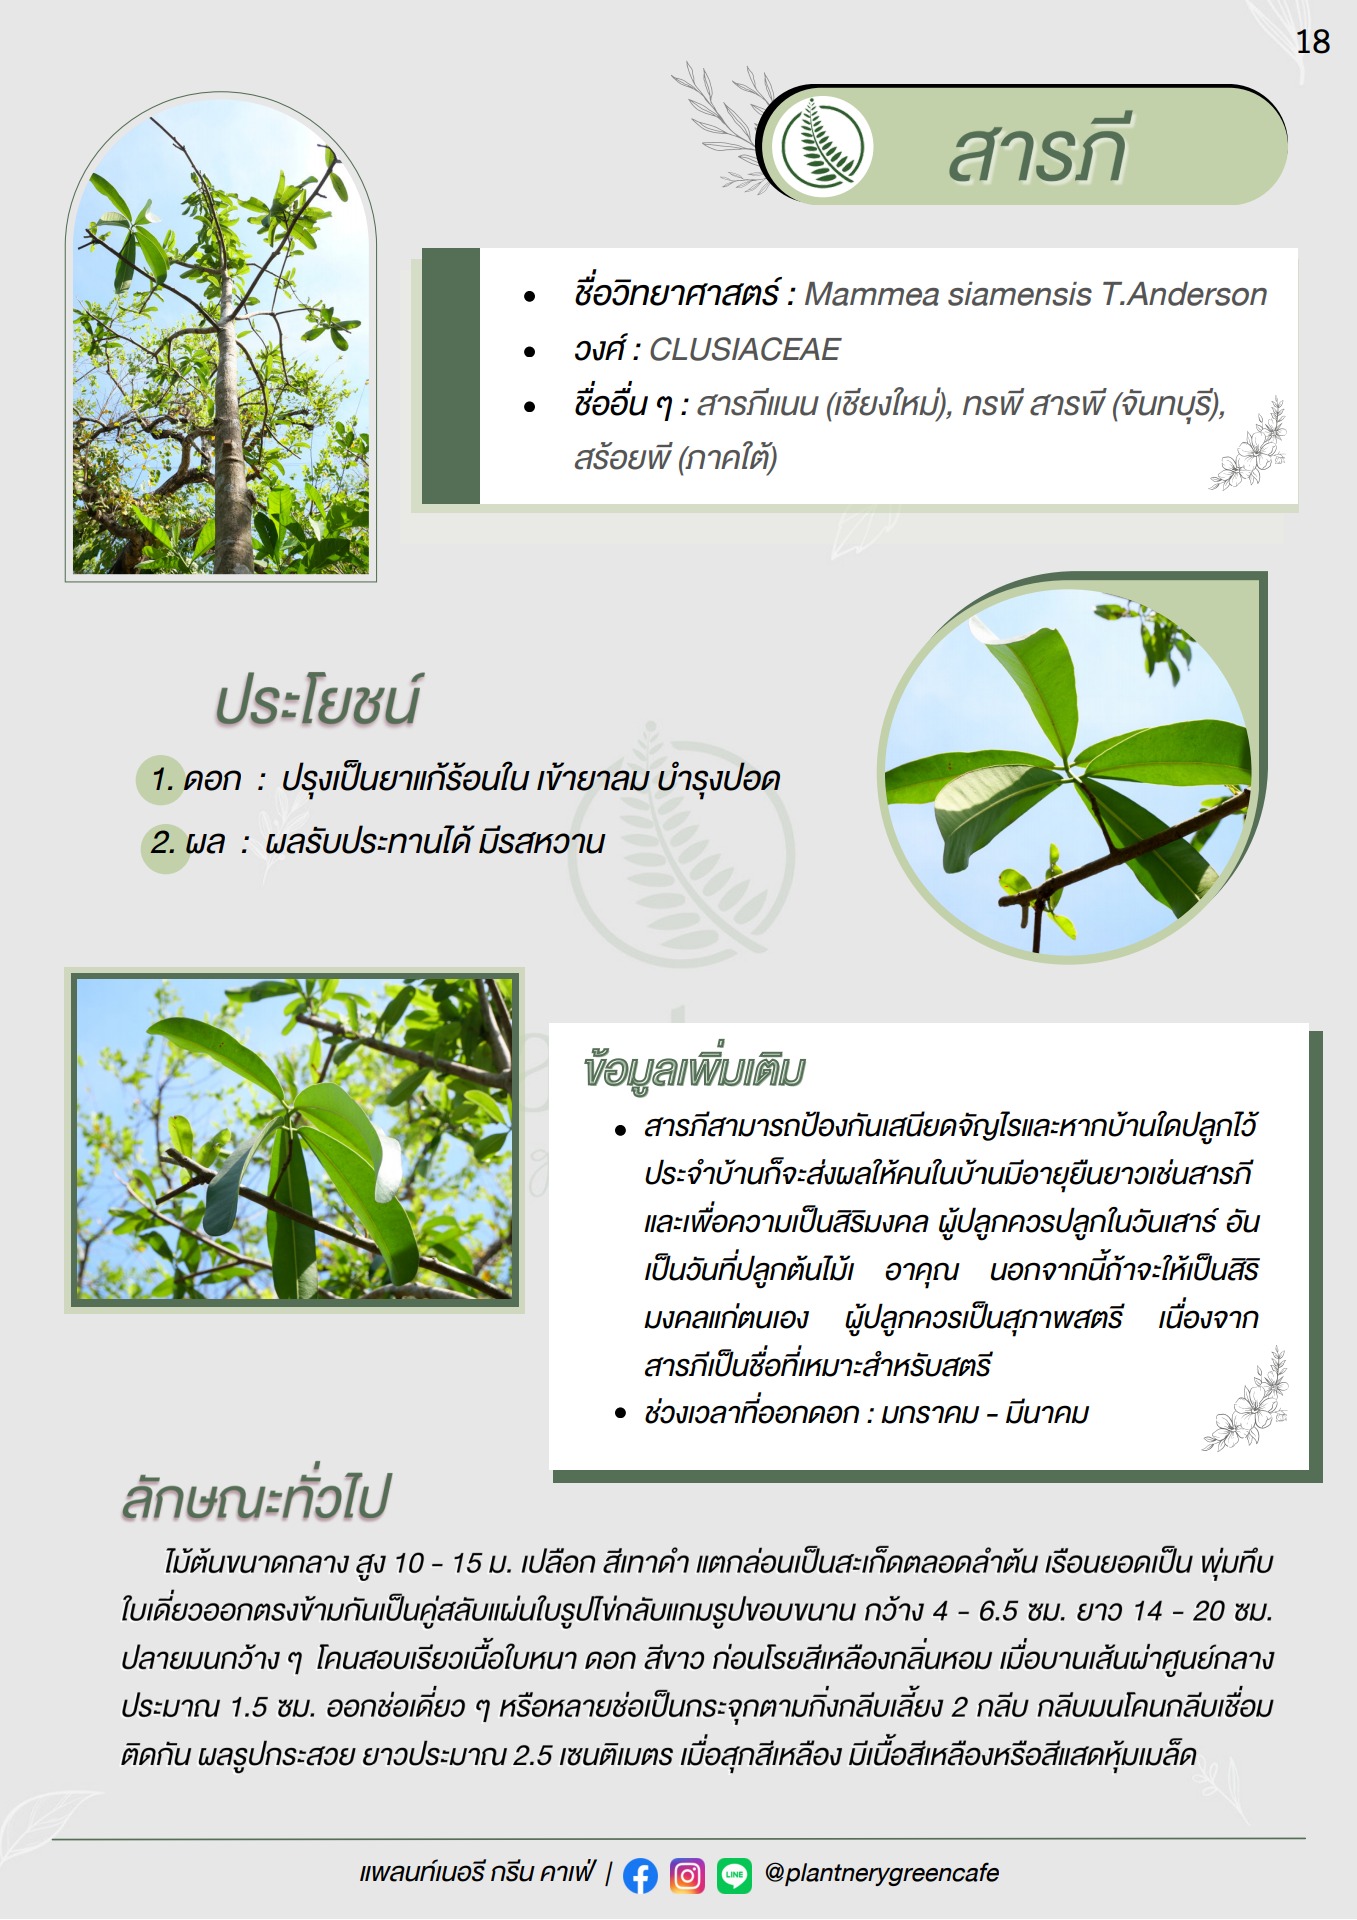 18
สารภี
ชื่อวิทยาศาสตร์ : Mammea siamensis T.Anderson
วงศ์ : CLUSIACEAE
ชื่ออื่น ๆ : สารภีแนน (เชียงใหม่), ทรพี สารพี (จันทบุรี),
สร้อยพี (ภาคใต้)
ประโยชน์
1. ดอก : ปรุงเป็นยาแก้ร้อนใน เข้ายาลม บำรุงปอด
2. ผล : ผลรับประทานได้ มีรสหวาน
ข้อมูลเพิ่มเติม
สารภีสามารถป้องกันเสนียดจัญไรและหากบ้านใดปลูกไว้
ประจำบ้านก็จะส่งผลให้คนในบ้านมีอายุยืนยาวเช่นสารภี
และเพื่อความเป็นสิริมงคล ผู้ปลูกควรปลูกในวันเสาร์ อัน
เป็นวันที่ปลูกต้นไม้เ อาคุณ นอกจากนี้ถ้าจะให้เป็นสิริ
มงคลแก่ตนเอง ผู้ปลูกควรเป็นสุภาพสตรี เนื่องจาก
สารภีเป็นชื่อที่เหมาะสำหรับสตรี
ช่วงเวลาที่ออกดอก : มกราคม - มีนาคม
ลักษณะทั่วไป
ไม้ต้นขนาดกลาง สูง 10 - 15 ม. เปลือก สีเทาดำ แตกล่อนเป็นสะเก็ดตลอดลำต้น เรือนยอดเป็น พุ่มทึบ
ใบเดี่ยวออกตรงข้ามกันเป็นคู่สลับแผ่นใบรูปไข่กลับแกมรูปขอบขนาน กว้าง 4 - 6.5 ซม. ยาว 14 - 20 ซม.
ปลายมนกว้าง ๆ โคนสอบเรียวเนื้อใบหนา ดอก สีขาว ก่อนโรยสีเหลืองกลิ่นหอม เมื่อบานเส้นผ่าศูนย์กลาง
ประมาณ 1.5 ซม. ออกช่อเดี่ยว ๆ หรือหลายช่อเป็นกระจุกตามกิ่งกลีบเลี้ยง 2 กลีบ กลีบมนโคนกลีบเชื่อม
ติดกัน ผลรูปกระสวย ยาวประมาณ 2.5 เซนติเมตร เมื่อสุกสีเหลือง มีเนื้อสีเหลืองหรือสีแสดหุ้มเมล็ด
แพลนท์เนอรี กรีน คาเฟ่ | LINE @plantnerygreencafe